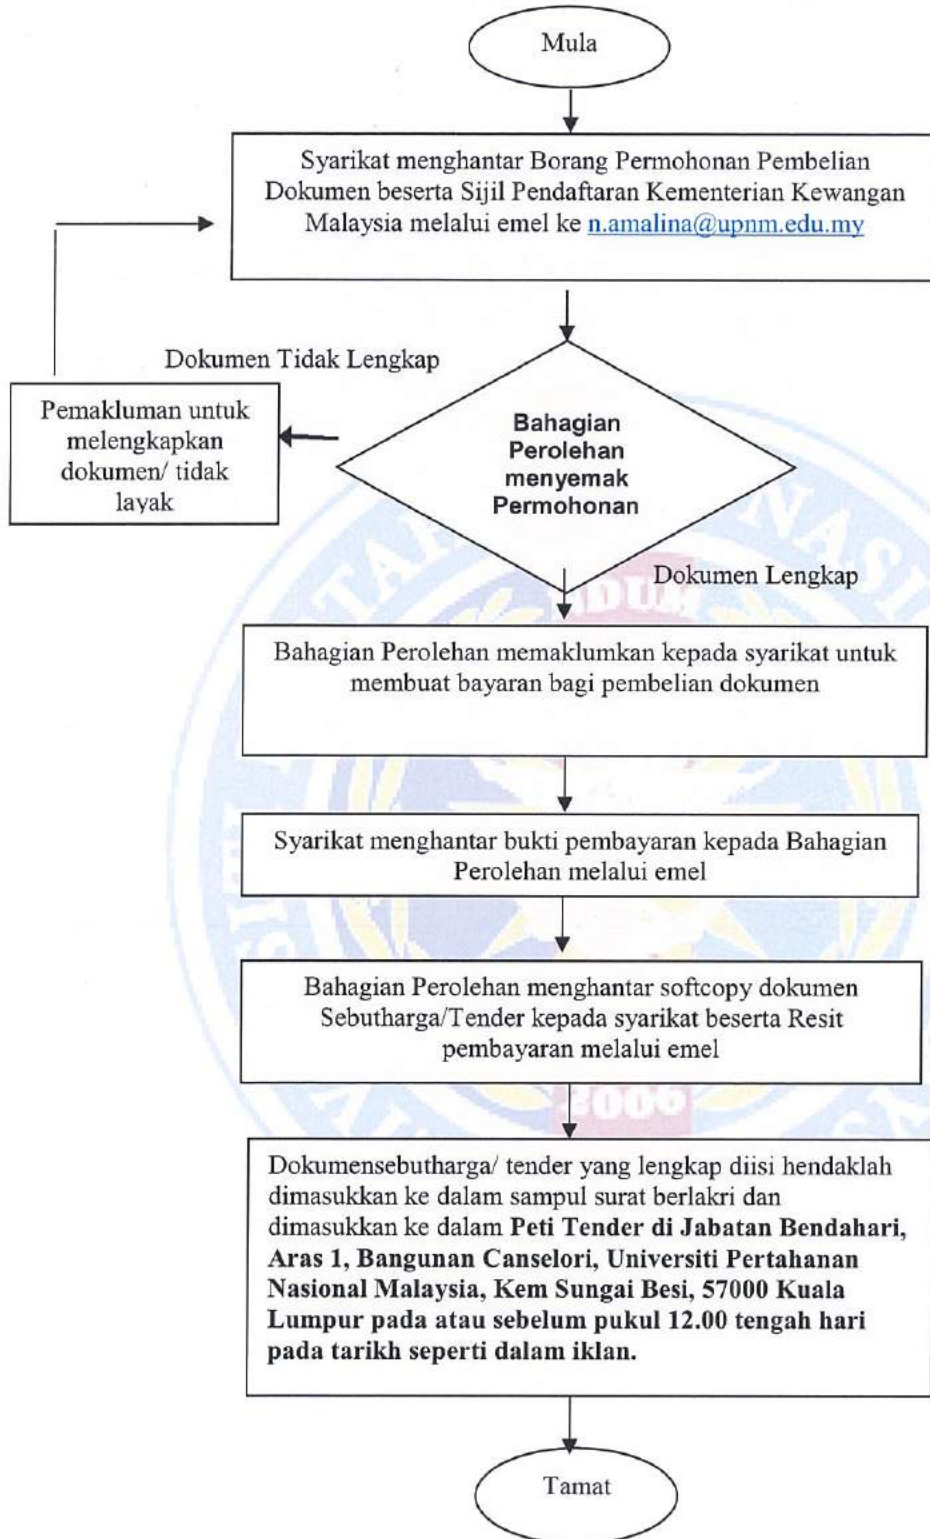 Mula
Syarikat menghantar Borang Permohonan Pembelian
Dokumen beserta Sijil Pendaftaran Kementerian Kewangan
Malaysia melalui emel ke n.amalina@upnm.edu.my
Dokumen Tidak Lengkap
Pemakluman untuk
melengkapkan
dokumen/ tidak
layak
Bahagian
Perolehan
menyemak
Permohonan
Dokumen Lengkap
Bahagian Perolehan memaklumkan kepada syarikat untuk
membuat bayaran bagi pembelian dokumen
Syarikat menghantar bukti pembayaran kepada Bahagian
Perolehan melalui emel
Bahagian Perolehan menghantar softcopy dokumen
Sebutharga/Tender kepada syarikat beserta Resit
pembayaran melalui emel
2006
Dokumensebutharga/ tender yang lengkap diisi hendaklah
dimasukkan ke dalam sampul surat berlakri dan
dimasukkan ke dalam Peti Tender di Jabatan Bendahari,
Aras 1, Bangunan Canselori, Universiti Pertahanan
Nasional Malaysia, Kem Sungai Besi, 57000 Kuala
Lumpur pada atau sebelum pukul 12.00 tengah hari
pada tarikh seperti dalam iklan.
Tamat